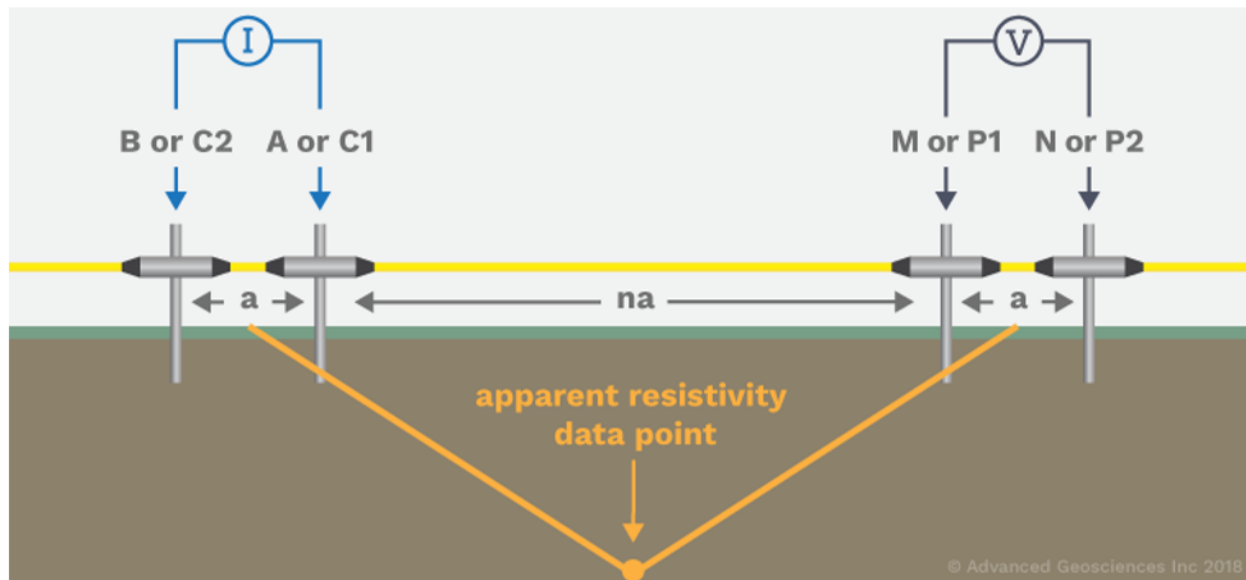 I
V
B or C2
A or C1
M or P1
N or P2
a
na
a
apparent resistivity
data point
© Advanced Geosciences Inc 2018